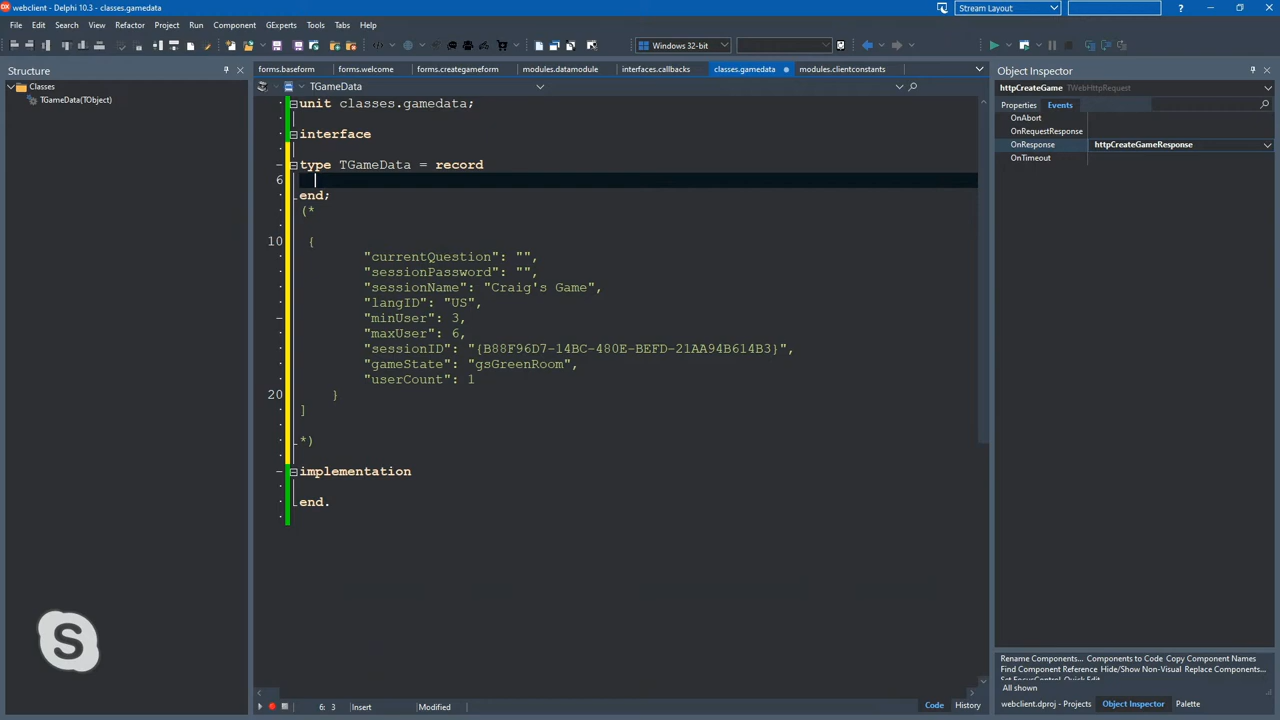 webclient - Delphi 10.3 - classes.gamedata
Stream Layout
File Edit Search View Refactor Project Run Component GExperts Tools Tabs Help
Windows 32-bit
Structure
Classes
TGameData(TObject)
forms.baseform forms.welcome forms.creategameform modules.datamodule interfaces.callbacks classes.gamedata modules.clientconstants
TGameData
unit classes.gamedata;
interface
type TGameData = record
6
end;
(*
10 {
"currentQuestion": "",
"sessionPassword": "",
"sessionName": "Craig's Game",
"langID": "US",
"minUser": 3,
"maxUser": 6,
"sessionID": "{B88F96D7-14BC-480E-BEFD-21AA94B614B3}",
"gameState": "gsGreenRoom",
"userCount": 1
20 }
]
*)
implementation
end.
6: 3 Insert Modified Code History
Object Inspector
httpCreateGame TWebHttpRequest
Properties Events
OnAbort
OnRequestResponse
OnResponse httpCreateGameResponse
OnTimeout
Rename Components... Components to Code Copy Component Names
Find Component Reference Hide/Show Non-Visual Replace Components...
Set FocusControl Quick Edit
All shown
webclient.dproj - Projects Object Inspector Palette